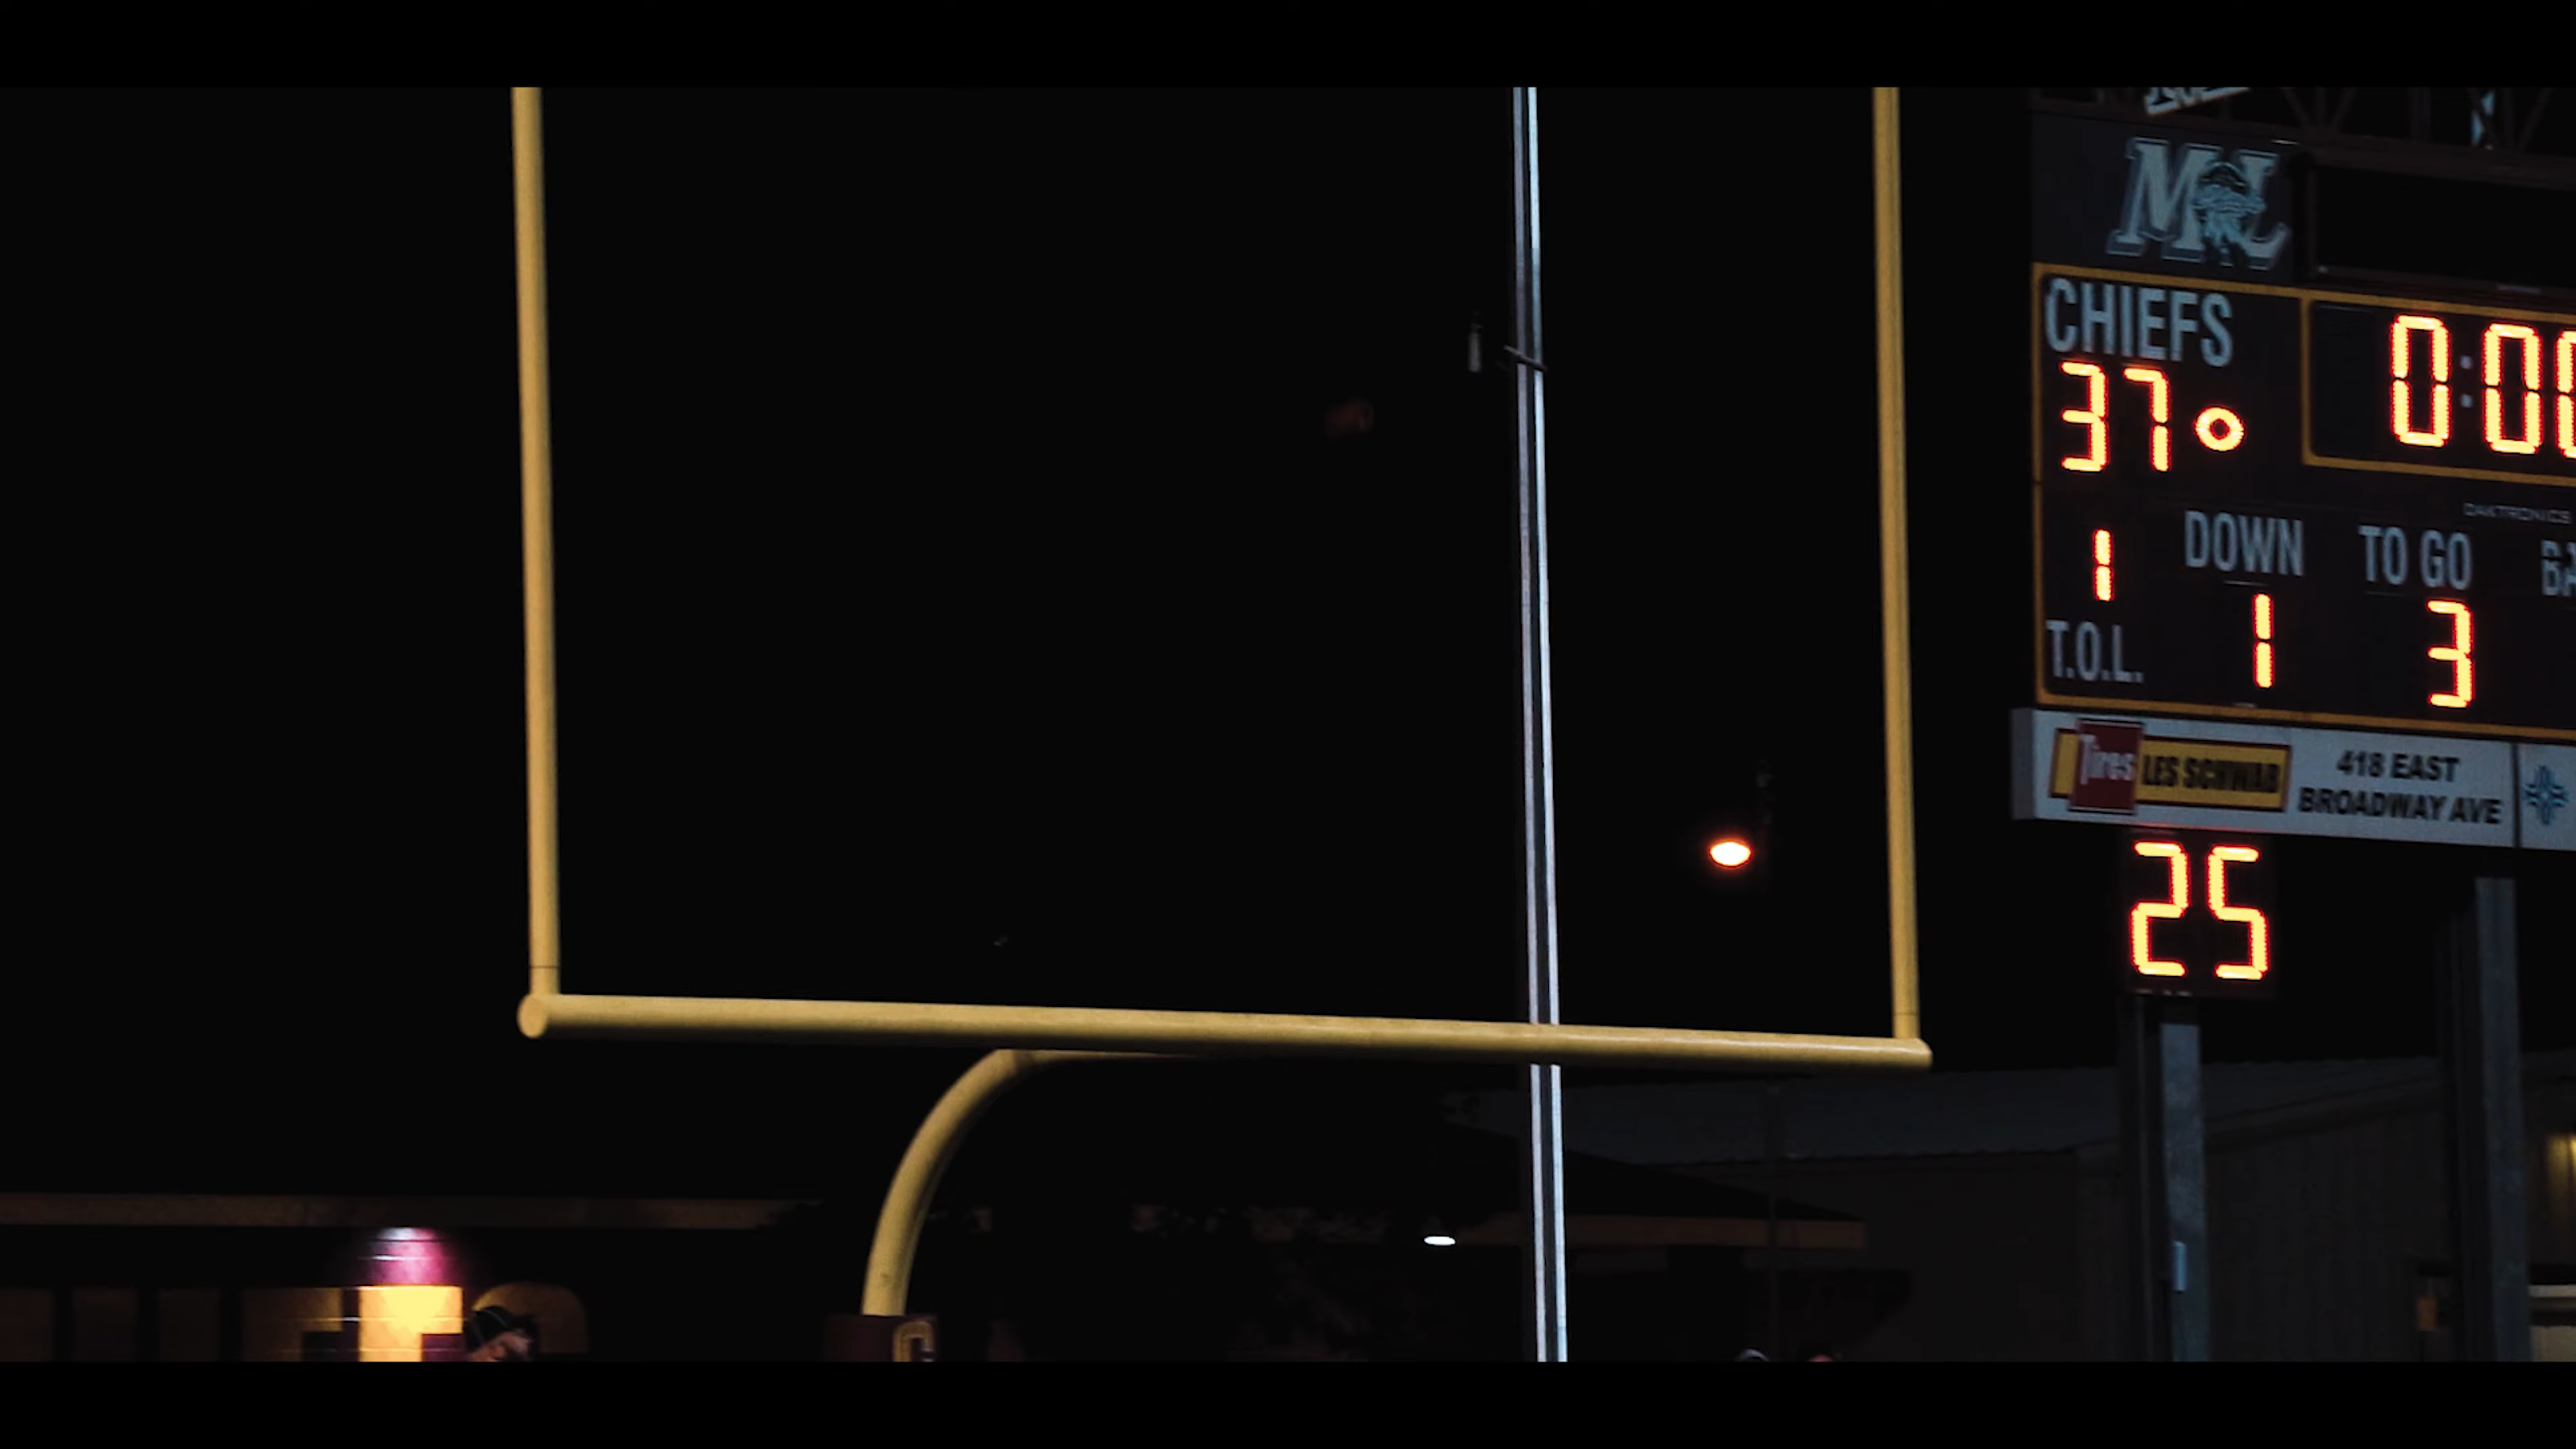 ML
CHIEFS
37
0:00
DAKTRONICS
DOWN
TO GO
1
1
3
T.O.L.
Tires
LES SCHWAB
418 EAST
BROADWAY AVE
25
C